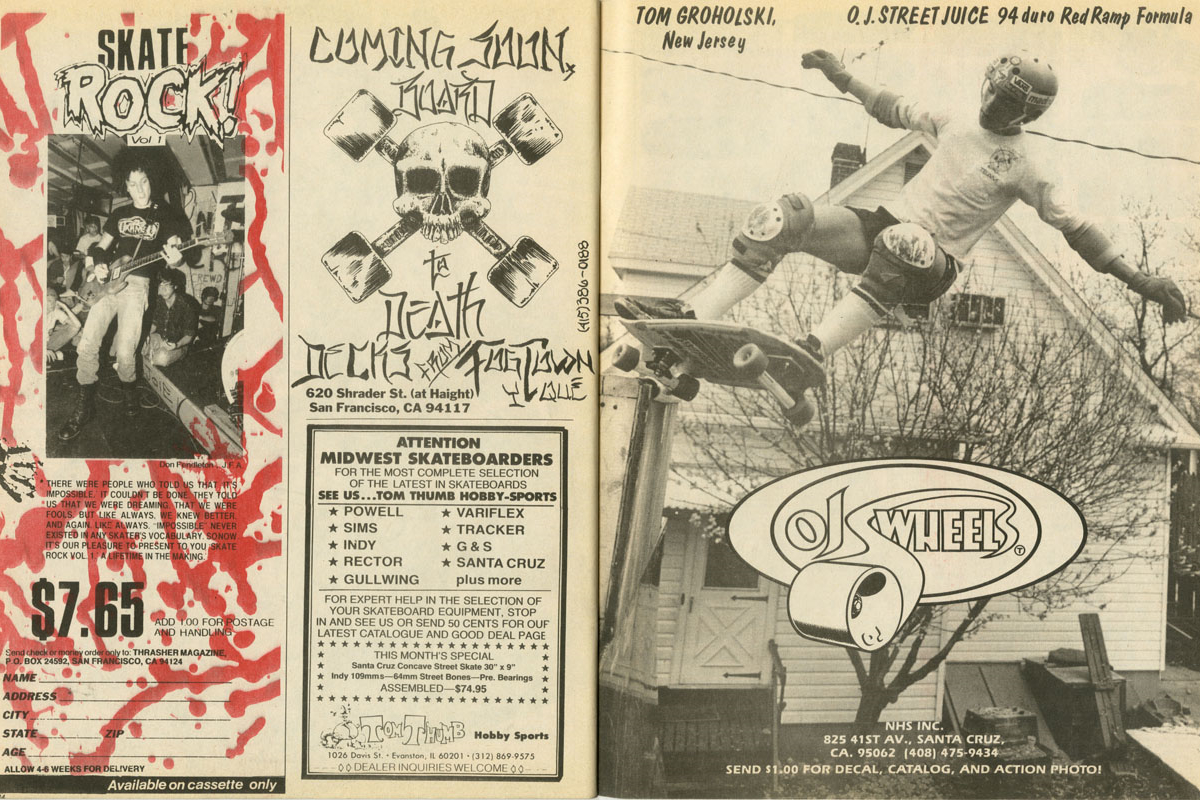 SKATE
ROCK!
Vol 1
Don Pendleton...J.F.A.
"THERE WERE PEOPLE WHO TOLD US THAT IT'S
IMPOSSIBLE. IT COULDN'T BE DONE. THEY TOLD
US THAT WE WERE DREAMING, THAT WE WERE
FOOLS. BUT LIKE ALWAYS, WE KNEW BETTER.
AND AGAIN, LIKE ALWAYS, "IMPOSSIBLE" NEVER
EXISTED IN ANY SKATER'S VOCABULARY. SO NOW
IT'S OUR PLEASURE TO PRESENT TO YOU SKATE
ROCK VOL. 1, A LIFETIME IN THE MAKING.
$7.65
ADD 1.00 FOR POSTAGE
AND HANDLING
Send check or money order only to: THRASHER MAGAZINE,
P.O. BOX 24592, SAN FRANCISCO, CA 94124
NAME
ADDRESS
CITY
STATE ZIP
AGE
ALLOW 4-6 WEEKS FOR DELIVERY
Available on cassette only
COMING SOON,
BOARD
to
DEATH
DECKS FROM FOGTOWN
Y QUE
(415) 386-0188
620 Shrader St. (at Haight)
San Francisco, CA 94117
ATTENTION
MIDWEST SKATEBOARDERS
FOR THE MOST COMPLETE SELECTION
OF THE LATEST IN SKATEBOARDS
SEE US...TOM THUMB HOBBY-SPORTS
★ POWELL ★ VARIFLEX
★ SIMS ★ TRACKER
★ INDY ★ G & S
★ RECTOR ★ SANTA CRUZ
★ GULLWING plus more
FOR EXPERT HELP IN THE SELECTION OF
YOUR SKATEBOARD EQUIPMENT, STOP
IN AND SEE US OR SEND 50 CENTS FOR OUR
LATEST CATALOGUE AND GOOD DEAL PAGE
THIS MONTH'S SPECIAL
Santa Cruz Concave Street Skate 30" x 9"
Indy 109mms—64mm Street Bones—Pre. Bearings
ASSEMBLED—$74.95
TOM THUMB Hobby Sports
1026 Davis St. • Evanston, IL 60201 • (312) 869-9575
DEALER INQUIRIES WELCOME
TOM GROHOLSKI,
New Jersey
O.J. STREET JUICE 94 duro Red Ramp Formula
OJ'S WHEELS
NHS INC.
825 41ST AV., SANTA CRUZ,
CA. 95062 (408) 475-9434
SEND $1.00 FOR DECAL, CATALOG, AND ACTION PHOTO!